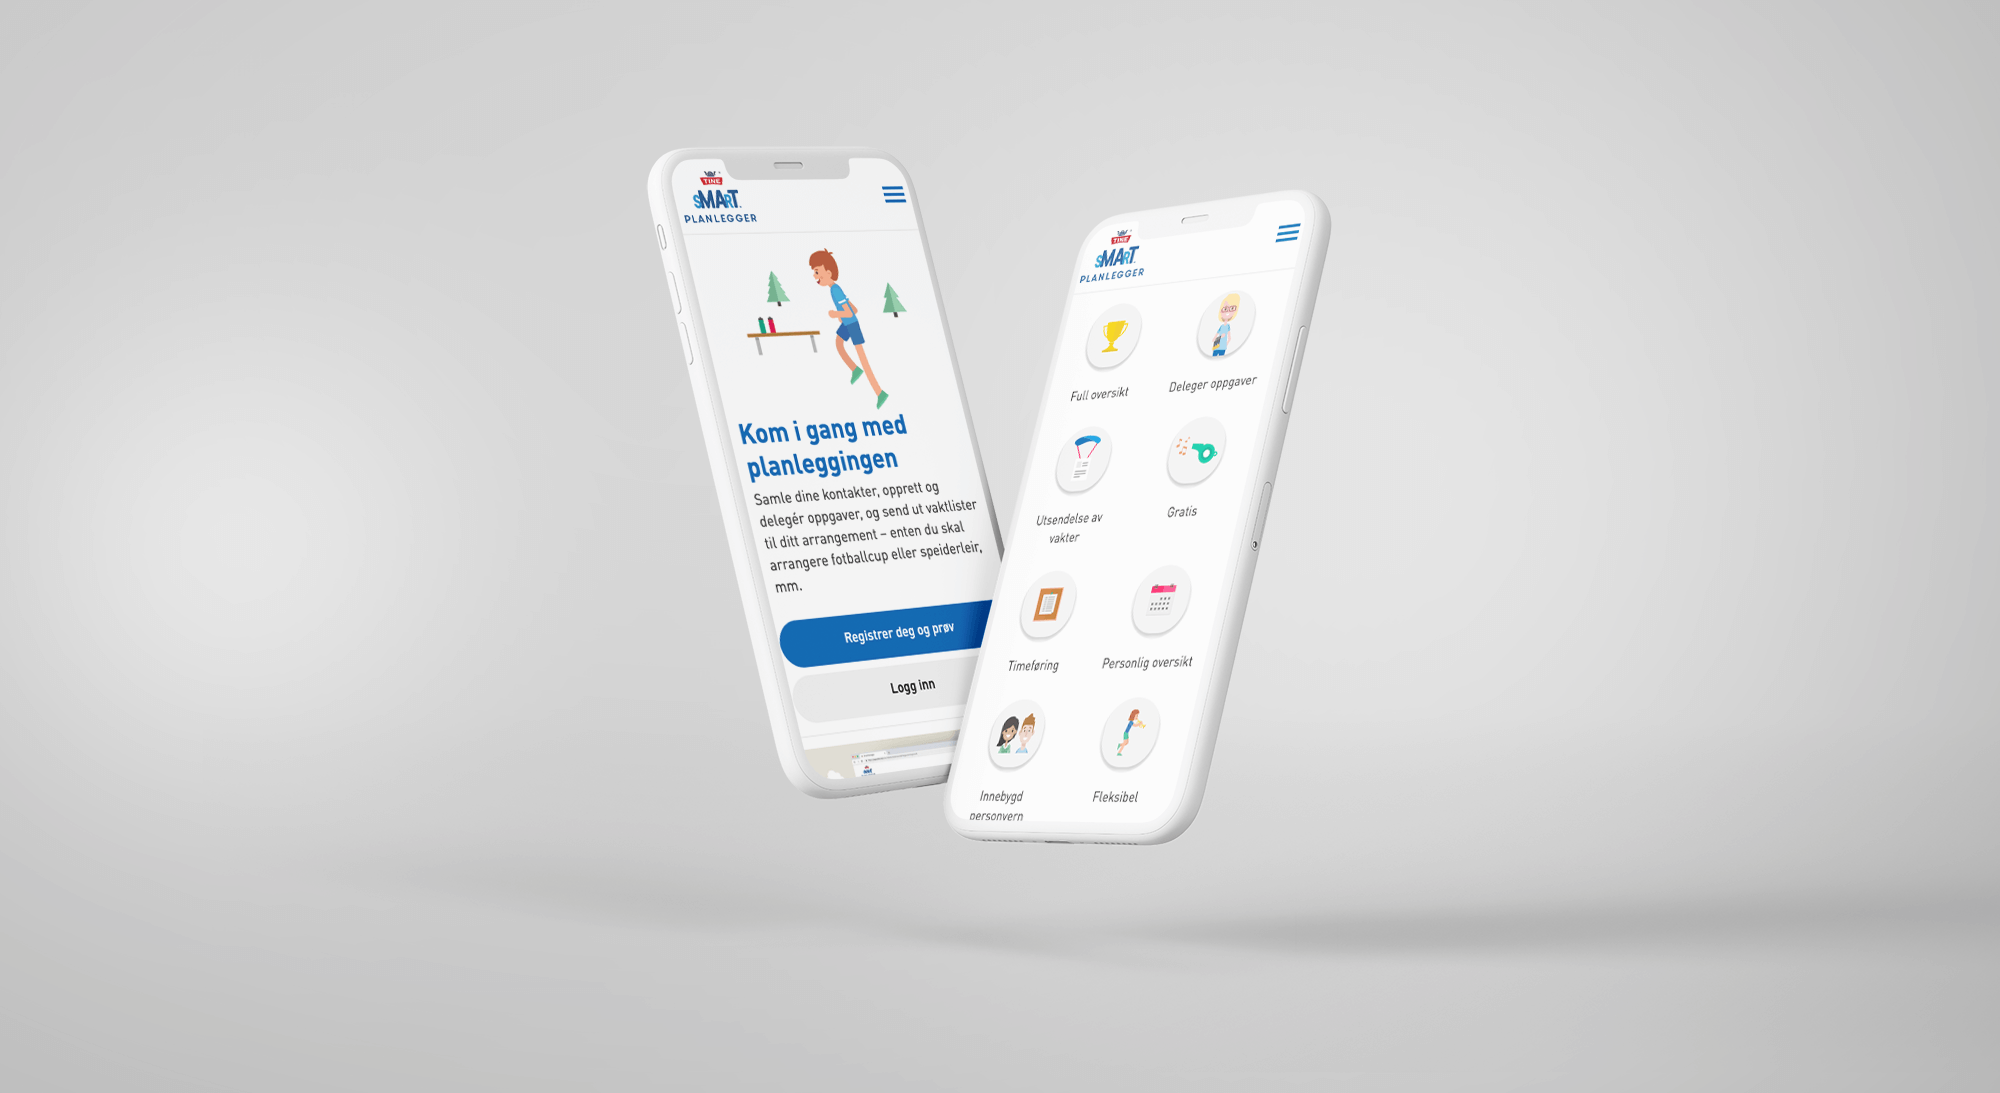 TINE
SMART
PLANLEGGER
Kom i gang med
planleggingen
Samle dine kontakter, opprett og
delegér oppgaver, og send ut vaktlister
til ditt arrangement – enten du skal
arrangere fotballcup eller speiderleir,
mm.
Registrer deg og prøv
Logg inn
TINE
SMART
PLANLEGGER
Full oversikt
Deleger oppgaver
Utsendelse av
vakter
Gratis
Timeføring
Personlig oversikt
Innebygd
personvern
Fleksibel